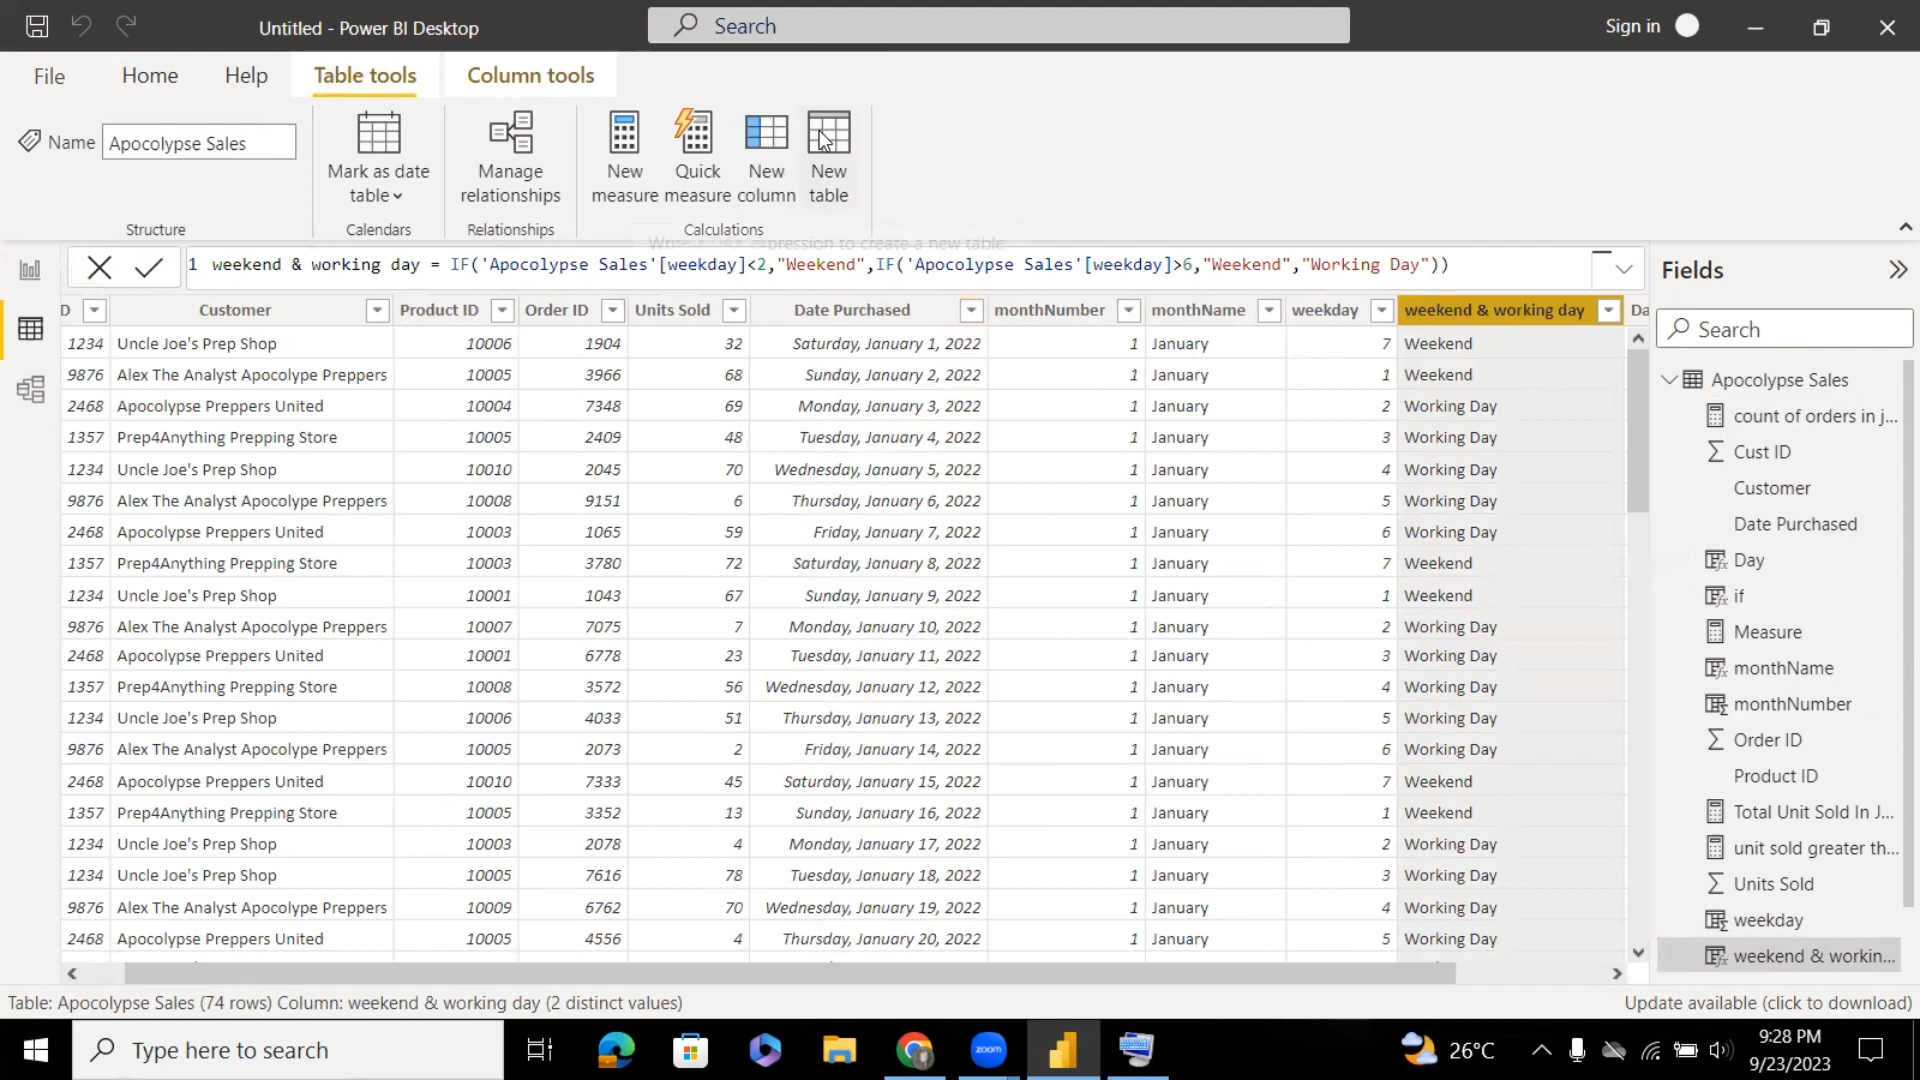 Untitled - Power BI Desktop
Search
Sign in
File
Home
Help
Table tools
Column tools
Name
Apocolypse Sales
Mark as date table
Manage relationships
New measure
Quick measure
New column
New table
Structure
Calendars
Relationships
Calculations
expression to create a new table
1 weekend & working day = IF('Apocolypse Sales'[weekday]<2,"Weekend",IF('Apocolypse Sales'[weekday]>6,"Weekend","Working Day"))
D Customer Product ID Order ID Units Sold Date Purchased monthNumber monthName weekday weekend & working day Da
1234 Uncle Joe's Prep Shop 10006 1904 32 Saturday, January 1, 2022 1 January 7 Weekend
9876 Alex The Analyst Apocolype Preppers 10005 3966 68 Sunday, January 2, 2022 1 January 1 Weekend
2468 Apocolypse Preppers United 10004 7348 69 Monday, January 3, 2022 1 January 2 Working Day
1357 Prep4Anything Prepping Store 10005 2409 48 Tuesday, January 4, 2022 1 January 3 Working Day
1234 Uncle Joe's Prep Shop 10010 2045 70 Wednesday, January 5, 2022 1 January 4 Working Day
9876 Alex The Analyst Apocolype Preppers 10008 9151 6 Thursday, January 6, 2022 1 January 5 Working Day
2468 Apocolypse Preppers United 10003 1065 59 Friday, January 7, 2022 1 January 6 Working Day
1357 Prep4Anything Prepping Store 10003 3780 72 Saturday, January 8, 2022 1 January 7 Weekend
1234 Uncle Joe's Prep Shop 10001 1043 67 Sunday, January 9, 2022 1 January 1 Weekend
9876 Alex The Analyst Apocolype Preppers 10007 7075 7 Monday, January 10, 2022 1 January 2 Working Day
2468 Apocolypse Preppers United 10001 6778 23 Tuesday, January 11, 2022 1 January 3 Working Day
1357 Prep4Anything Prepping Store 10008 3572 56 Wednesday, January 12, 2022 1 January 4 Working Day
1234 Uncle Joe's Prep Shop 10006 4033 51 Thursday, January 13, 2022 1 January 5 Working Day
9876 Alex The Analyst Apocolype Preppers 10005 2073 2 Friday, January 14, 2022 1 January 6 Working Day
2468 Apocolypse Preppers United 10010 7333 45 Saturday, January 15, 2022 1 January 7 Weekend
1357 Prep4Anything Prepping Store 10005 3352 13 Sunday, January 16, 2022 1 January 1 Weekend
1234 Uncle Joe's Prep Shop 10003 2078 4 Monday, January 17, 2022 1 January 2 Working Day
1234 Uncle Joe's Prep Shop 10005 7616 78 Tuesday, January 18, 2022 1 January 3 Working Day
9876 Alex The Analyst Apocolype Preppers 10009 6762 70 Wednesday, January 19, 2022 1 January 4 Working Day
2468 Apocolypse Preppers United 10005 4556 4 Thursday, January 20, 2022 1 January 5 Working Day
Fields
Search
Apocolypse Sales
count of orders in j...
Cust ID
Customer
Date Purchased
Day
if
Measure
monthName
monthNumber
Order ID
Product ID
Total Unit Sold In J...
unit sold greater th...
Units Sold
weekday
weekend & workin...
Table: Apocolypse Sales (74 rows) Column: weekend & working day (2 distinct values)
Update available (click to download)
Type here to search
zoom
26°C
9:28 PM
9/23/2023